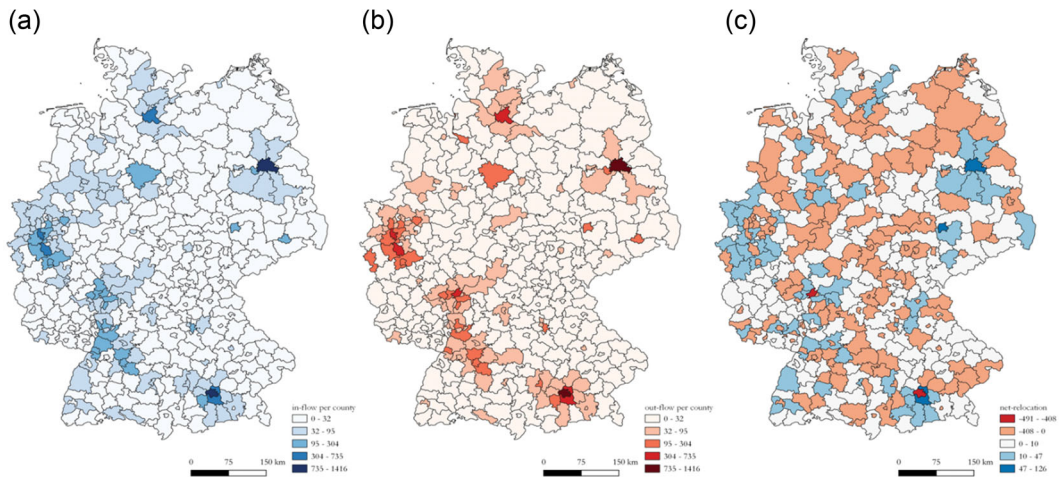 (a)
(b)
(c)
in-flow per county
0 - 32
32 - 95
95 - 304
304 - 735
735 - 1416
0 75 150 km
out-flow per county
0 - 32
32 - 95
95 - 304
304 - 735
735 - 1416
0 75 150 km
net-relocation
-491 - -408
-408 - 0
0 - 10
10 - 47
47 - 126
0 75 150 km